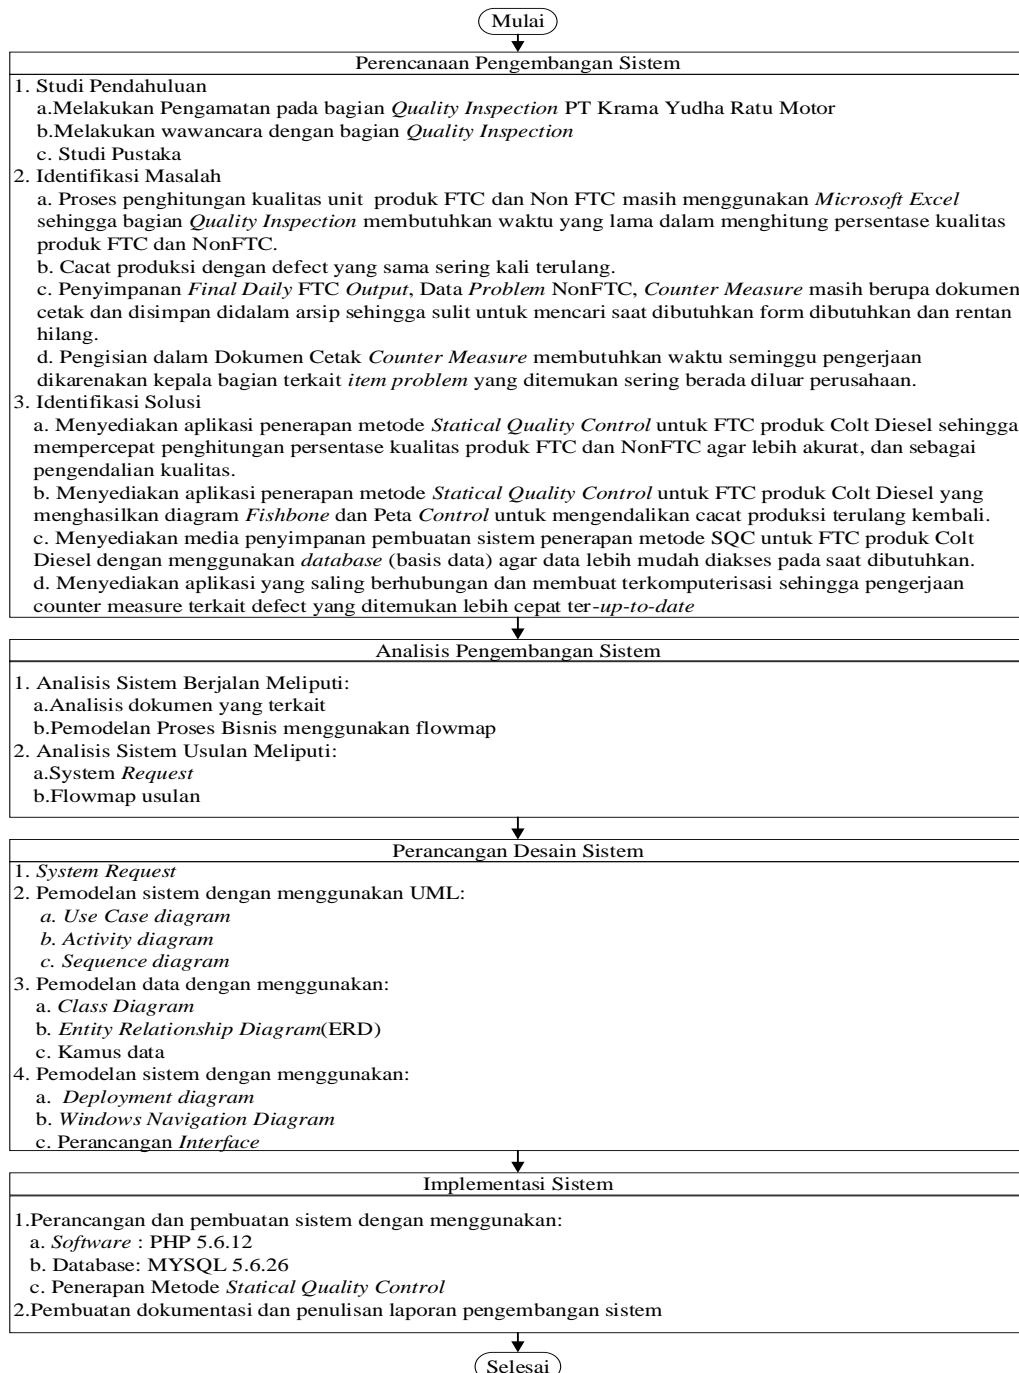 Mulai
Perencanaan Pengembangan Sistem
1. Studi Pendahuluan
a.Melakukan Pengamatan pada bagian Quality Inspection PT Krama Yudha Ratu Motor
b.Melakukan wawancara dengan bagian Quality Inspection
c. Studi Pustaka
2. Identifikasi Masalah
a. Proses penghitungan kualitas unit produk FTC dan Non FTC masih menggunakan Microsoft Excel
sehingga bagian Quality Inspection membutuhkan waktu yang lama dalam menghitung persentase kualitas
produk FTC dan NonFTC.
b. Cacat produksi dengan defect yang sama sering kali terulang.
c. Penyimpanan Final Daily FTC Output, Data Problem NonFTC, Counter Measure masih berupa dokumen
cetak dan disimpan didalam arsip sehingga sulit untuk mencari saat dibutuhkan form dibutuhkan dan rentan
hilang.
d. Pengisian dalam Dokumen Cetak Counter Measure membutuhkan waktu seminggu pengerjaan
dikarenakan kepala bagian terkait item problem yang ditemukan sering berada diluar perusahaan.
3. Identifikasi Solusi
a. Menyediakan aplikasi penerapan metode Statical Quality Control untuk FTC produk Colt Diesel sehingga
mempercepat penghitungan persentase kualitas produk FTC dan NonFTC agar lebih akurat, dan sebagai
pengendalian kualitas.
b. Menyediakan aplikasi penerapan metode Statical Quality Control untuk FTC produk Colt Diesel yang
menghasilkan diagram Fishbone dan Peta Control untuk mengendalikan cacat produksi terulang kembali.
c. Menyediakan media penyimpanan pembuatan sistem penerapan metode SQC untuk FTC produk Colt
Diesel dengan menggunakan database (basis data) agar data lebih mudah diakses pada saat dibutuhkan.
d. Menyediakan aplikasi yang saling berhubungan dan membuat terkomputerisasi sehingga pengerjaan
counter measure terkait defect yang ditemukan lebih cepat ter-up-to-date
Analisis Pengembangan Sistem
1. Analisis Sistem Berjalan Meliputi:
a.Analisis dokumen yang terkait
b.Pemodelan Proses Bisnis menggunakan flowmap
2. Analisis Sistem Usulan Meliputi:
a.System Request
b.Flowmap usulan
Perancangan Desain Sistem
1. System Request
2. Pemodelan sistem dengan menggunakan UML:
a. Use Case diagram
b. Activity diagram
c. Sequence diagram
3. Pemodelan data dengan menggunakan:
a. Class Diagram
b. Entity Relationship Diagram(ERD)
c. Kamus data
4. Pemodelan sistem dengan menggunakan:
a. Deployment diagram
b. Windows Navigation Diagram
c. Perancangan Interface
Implementasi Sistem
1.Perancangan dan pembuatan sistem dengan menggunakan:
a. Software : PHP 5.6.12
b. Database: MYSQL 5.6.26
c. Penerapan Metode Statical Quality Control
2.Pembuatan dokumentasi dan penulisan laporan pengembangan sistem
Selesai